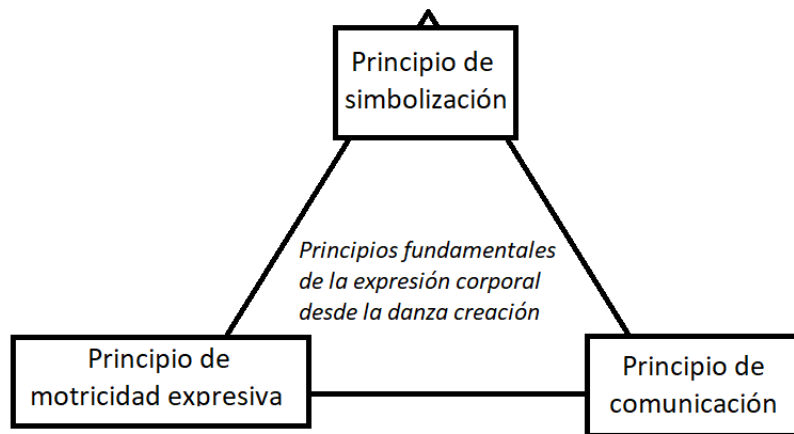 Principio de
simbolización
Principios fundamentales
de la expresión corporal
desde la danza creación
Principio de
motricidad expresiva
Principio de
comunicación